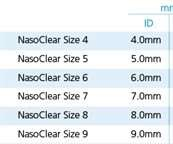 mm
ID
NasoClear Size 4 4.0mm
NasoClear Size 5 5.0mm
NasoClear Size 6 6.0mm
NasoClear Size 7 7.0mm
NasoClear Size 8 8.0mm
NasoClear Size 9 9.0mm